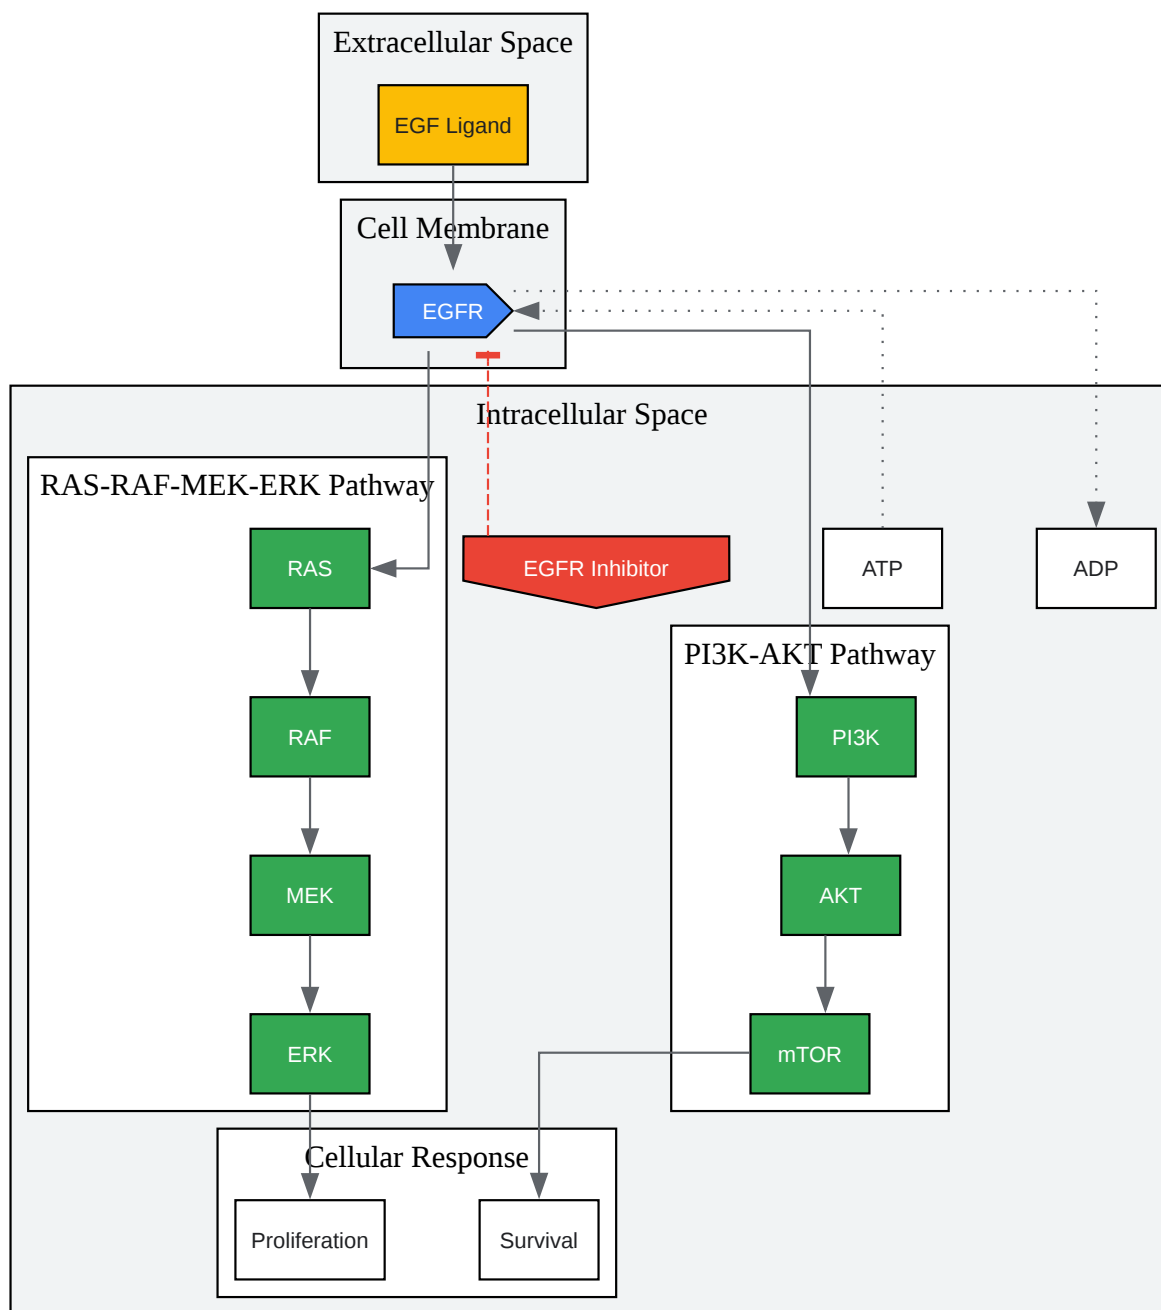 Extracellular Space
EGF Ligand
Cell Membrane
EGFR
Intracellular Space
RAS-RAF-MEK-ERK Pathway
RAS
EGFR Inhibitor
ATP
ADP
PI3K-AKT Pathway
RAF
PI3K
MEK
AKT
ERK
mTOR
Cellular Response
Proliferation
Survival